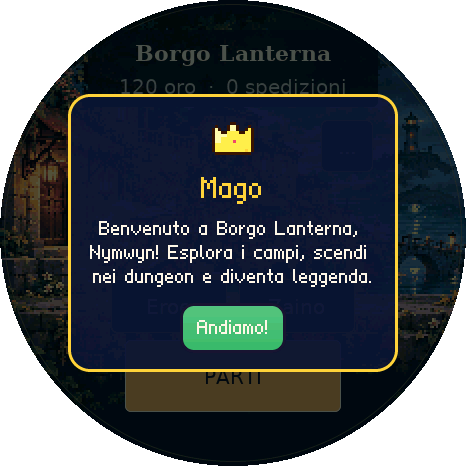 Borgo Lanterna
120 oro · 0 spedizioni
Mago
Benvenuto a Borgo Lanterna,
Nymwyn! Esplora i campi, scendi
nei dungeon e diventa leggenda.
Andiamo!
PARTI